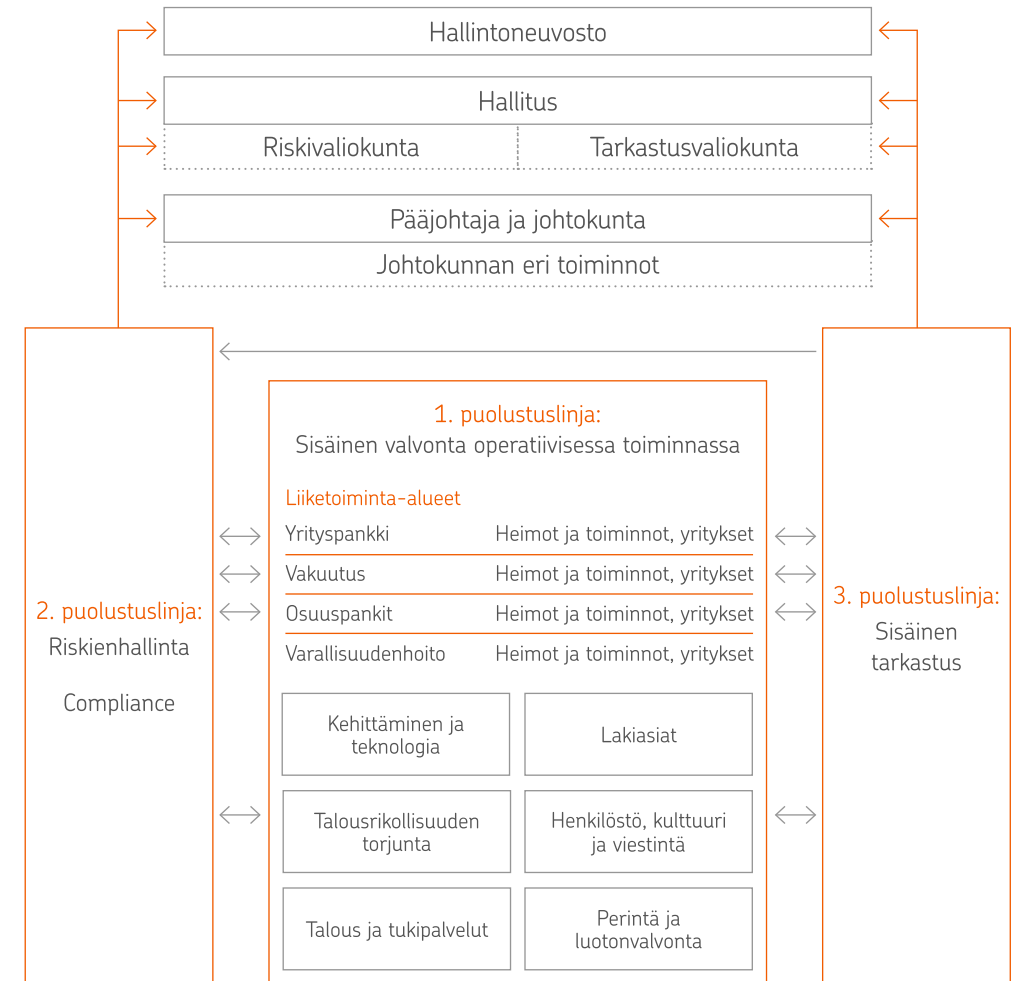 Hallintoneuvosto
Hallitus
Riskivaliokunta
Tarkastusvaliokunta
Pääjohtaja ja johtokunta
Johtokunnan eri toiminnot
2. puolustuslinja:
Riskienhallinta
Compliance
1. puolustuslinja:
Sisäinen valvonta operatiivisessa toiminnassa
Liiketoiminta-alueet
Yrityspankki Heimot ja toiminnot, yritykset
Vakuutus Heimot ja toiminnot, yritykset
Osuuspankit Heimot ja toiminnot, yritykset
Varallisuudenhoito Heimot ja toiminnot, yritykset
Kehittäminen ja
teknologia
Lakiasiat
Talousrikollisuuden
torjunta
Henkilöstö, kulttuuri
ja viestintä
Talous ja tukipalvelut
Perintä ja
luotonvalvonta
3. puolustuslinja:
Sisäinen
tarkastus